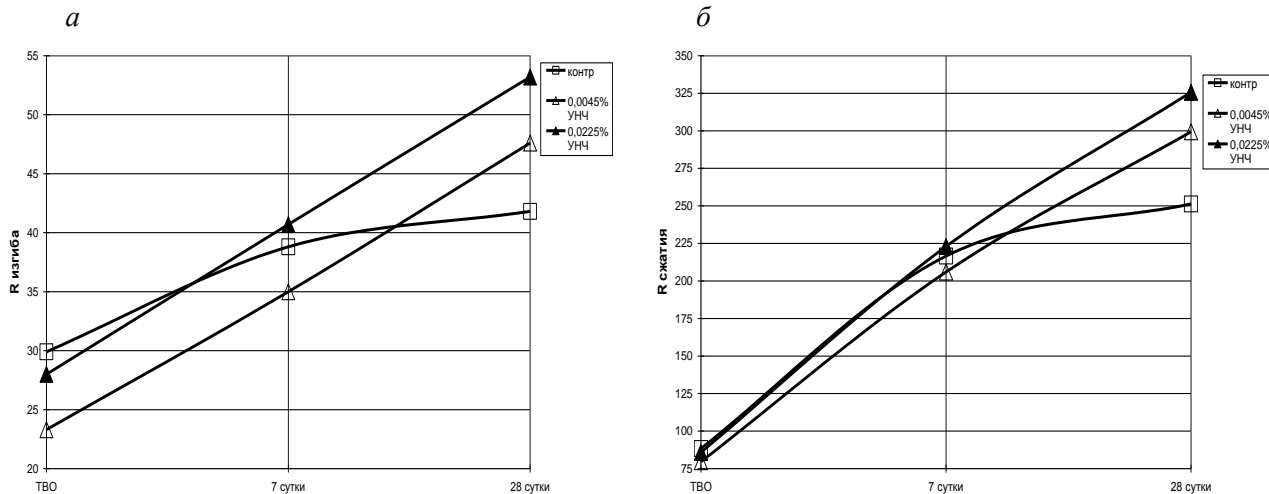 а
55
50
45
40
35
30
25
20
R изгиба
ТВО
7 сутки
28 сутки
контр
0,0045%
УНЧ
0,0225%
УНЧ
б
350
325
300
275
250
225
200
175
150
125
100
75
R сжатия
ТВО
7 сутки
28 сутки
контр
0,0045%
УНЧ
0,0225%
УНЧ